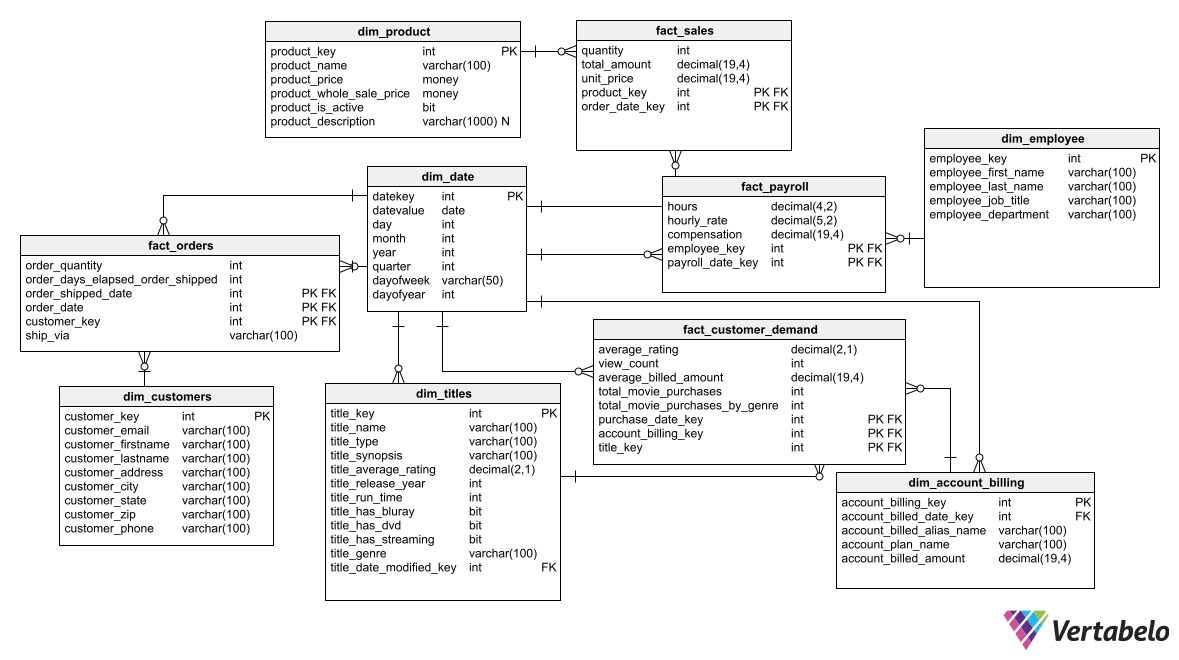 dim_product
product_key int PK
product_name varchar(100)
product_price money
product_whole_sale_price money
product_is_active bit
product_description varchar(1000) N
fact_sales
quantity int
total_amount decimal(19,4)
unit_price decimal(19,4)
product_key int PK FK
order_date_key int PK FK
dim_employee
employee_key int PK
employee_first_name varchar(100)
employee_last_name varchar(100)
employee_job_title varchar(100)
employee_department varchar(100)
dim_date
datekey int PK
datevalue date
day int
month int
year int
quarter int
dayofweek varchar(50)
dayofyear int
fact_payroll
hours decimal(4,2)
hourly_rate decimal(5,2)
compensation decimal(19,4)
employee_key int PK FK
payroll_date_key int PK FK
fact_orders
order_quantity int
order_days_elapsed_order_shipped int
order_shipped_date int PK FK
order_date int PK FK
customer_key int PK FK
ship_via varchar(100)
fact_customer_demand
average_rating decimal(2,1)
view_count int
average_billed_amount decimal(19,4)
total_movie_purchases int
total_movie_purchases_by_genre int
purchase_date_key int PK FK
account_billing_key int PK FK
title_key int PK FK
dim_customers
customer_key int PK
customer_email varchar(100)
customer_firstname varchar(100)
customer_lastname varchar(100)
customer_address varchar(100)
customer_city varchar(100)
customer_state varchar(100)
customer_zip varchar(100)
customer_phone varchar(100)
dim_titles
title_key int PK
title_name varchar(100)
title_type varchar(100)
title_synopsis varchar(100)
title_average_rating decimal(2,1)
title_release_year int
title_run_time int
title_has_bluray bit
title_has_dvd bit
title_has_streaming bit
title_genre varchar(100)
title_date_modified_key int FK
dim_account_billing
account_billing_key int PK
account_billed_date_key int FK
account_billed_alias_name varchar(100)
account_plan_name varchar(100)
account_billed_amount decimal(19,4)
Vertabelo